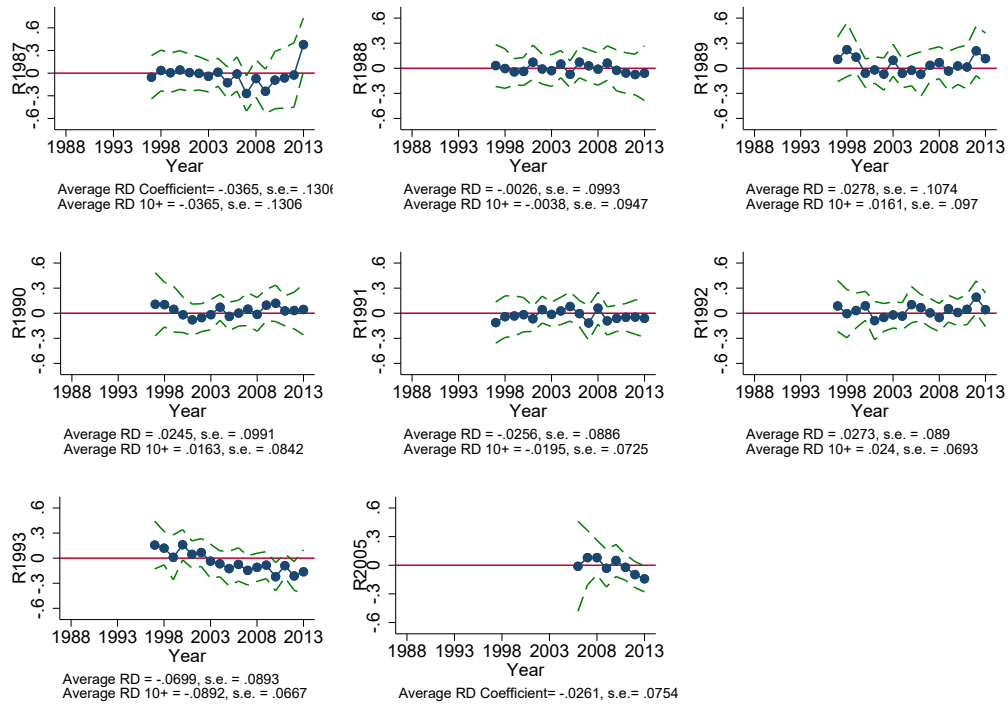 R1987
.6
.3
0
-.3
-.6
1988 1993 1998 2003 2008 2013
Year
Average RD Coefficient= -.0365, s.e.= .1306
Average RD 10+ = -.0365, s.e. = .1306
R1988
.6
.3
0
-.3
-.6
1988 1993 1998 2003 2008 2013
Year
Average RD = -.0026, s.e. = .0993
Average RD 10+ = -.0038, s.e. = .0947
R1989
.6
.3
0
-.3
-.6
1988 1993 1998 2003 2008 2013
Year
Average RD = .0278, s.e. = .1074
Average RD 10+ = .0161, s.e. = .097
R1990
.6
.3
0
-.3
-.6
1988 1993 1998 2003 2008 2013
Year
Average RD = .0245, s.e. = .0991
Average RD 10+ = .0163, s.e. = .0842
R1991
.6
.3
0
-.3
-.6
1988 1993 1998 2003 2008 2013
Year
Average RD = -.0256, s.e. = .0886
Average RD 10+ = -.0195, s.e. = .0725
R1992
.6
.3
0
-.3
-.6
1988 1993 1998 2003 2008 2013
Year
Average RD = .0273, s.e. = .089
Average RD 10+ = .024, s.e. = .0693
R1993
.6
.3
0
-.3
-.6
1988 1993 1998 2003 2008 2013
Year
Average RD = -.0699, s.e. = .0893
Average RD 10+ = -.0892, s.e. = .0667
R2005
.6
.3
0
-.3
-.6
1988 1993 1998 2003 2008 2013
Year
Average RD Coefficient= -.0261, s.e.= .0754